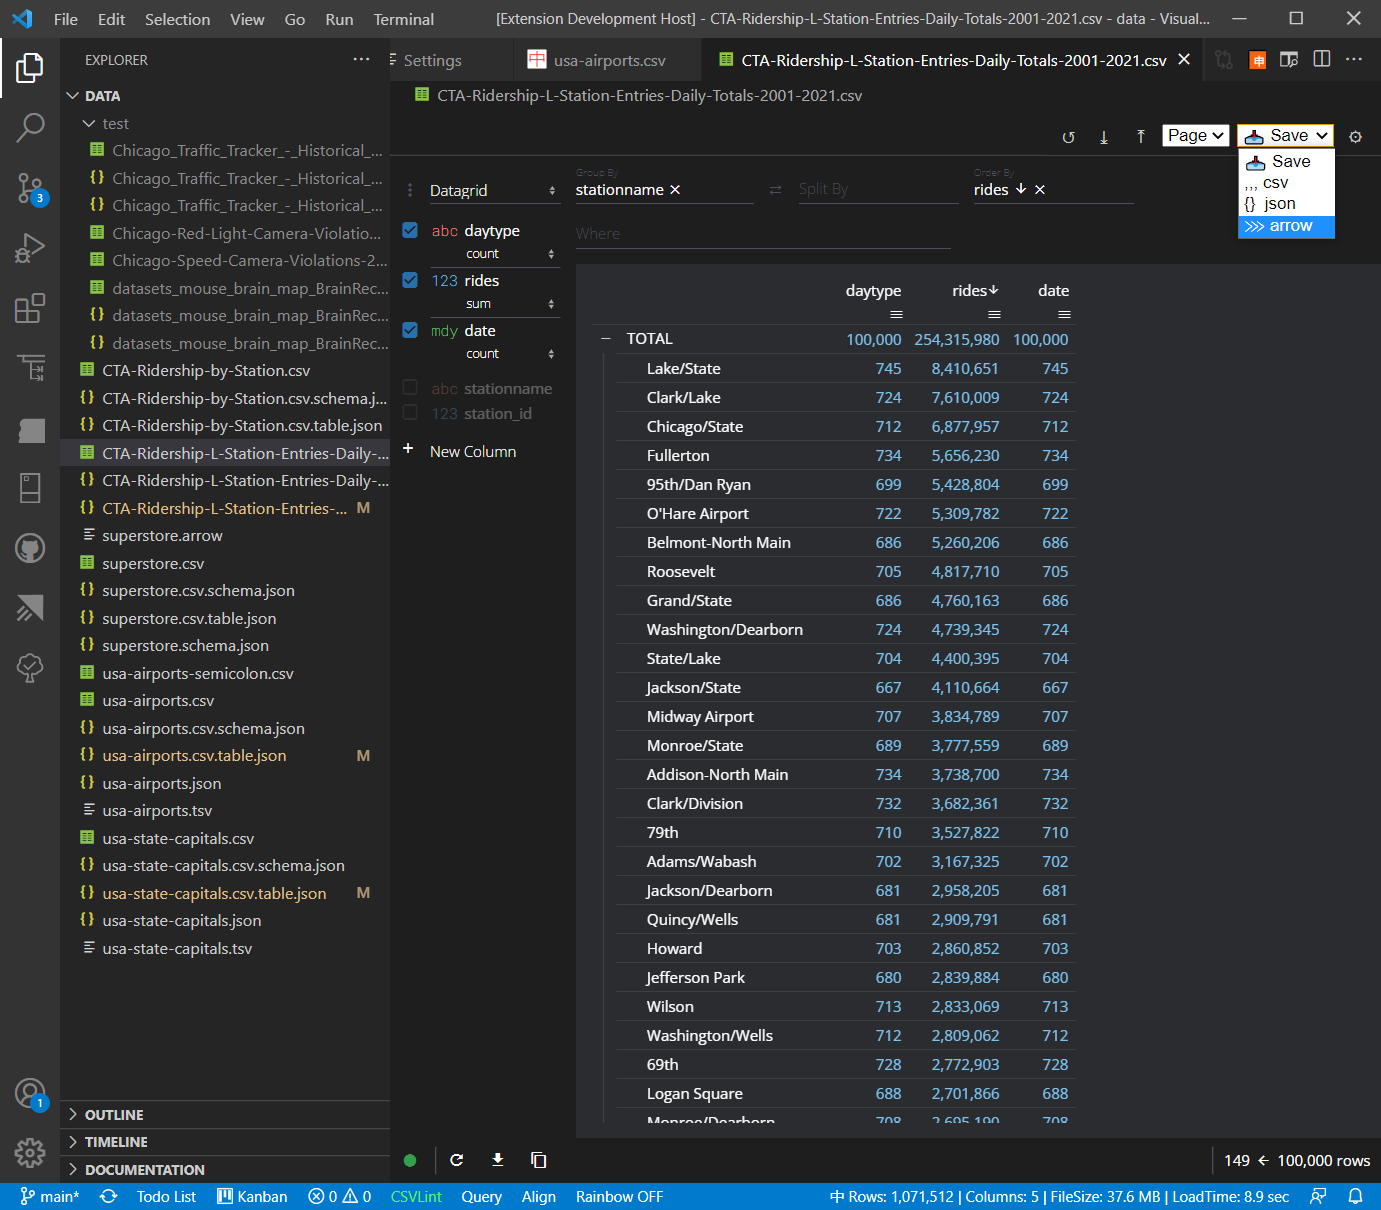 File Edit Selection View Go Run Terminal [Extension Development Host] - CTA-Ridership-L-Station-Entries-Daily-Totals-2001-2021.csv - data - Visual...
EXPLORER
Settings
usa-airports.csv
CTA-Ridership-L-Station-Entries-Daily-Totals-2001-2021.csv
DATA
test
Chicago_Traffic_Tracker_-_Historical_...
Chicago_Traffic_Tracker_-_Historical_...
Chicago_Traffic_Tracker_-_Historical_...
Chicago-Red-Light-Camera-Violatio...
Chicago-Speed-Camera-Violations-2...
datasets_mouse_brain_map_BrainRec...
datasets_mouse_brain_map_BrainRec...
datasets_mouse_brain_map_BrainRec...
CTA-Ridership-by-Station.csv
CTA-Ridership-by-Station.csv.schema.j...
CTA-Ridership-by-Station.csv.table.json
CTA-Ridership-L-Station-Entries-Daily-...
CTA-Ridership-L-Station-Entries-Daily-...
CTA-Ridership-L-Station-Entries-... M
superstore.arrow
superstore.csv
superstore.csv.schema.json
superstore.csv.table.json
superstore.schema.json
usa-airports-semicolon.csv
usa-airports.csv
usa-airports.csv.schema.json
usa-airports.csv.table.json M
usa-airports.json
usa-airports.tsv
usa-state-capitals.csv
usa-state-capitals.csv.schema.json
usa-state-capitals.csv.table.json M
usa-state-capitals.json
usa-state-capitals.tsv
OUTLINE
TIMELINE
DOCUMENTATION
3
1
CTA-Ridership-L-Station-Entries-Daily-Totals-2001-2021.csv
Page
Save
Save
,,, csv
{} json
⋙ arrow
Datagrid
Group By
stationname ×
Split By
Order By
rides ↓ ×
Where
abc daytype
count
123 rides
sum
mdy date
count
abc stationname
123 station_id
+ New Column
daytype rides↓ date
− TOTAL 100,000 254,315,980 100,000
Lake/State 745 8,410,651 745
Clark/Lake 724 7,610,009 724
Chicago/State 712 6,877,957 712
Fullerton 734 5,656,230 734
95th/Dan Ryan 699 5,428,804 699
O'Hare Airport 722 5,309,782 722
Belmont-North Main 686 5,260,206 686
Roosevelt 705 4,817,710 705
Grand/State 686 4,760,163 686
Washington/Dearborn 724 4,739,345 724
State/Lake 704 4,400,395 704
Jackson/State 667 4,110,664 667
Midway Airport 707 3,834,789 707
Monroe/State 689 3,777,559 689
Addison-North Main 734 3,738,700 734
Clark/Division 732 3,682,361 732
79th 710 3,527,822 710
Adams/Wabash 702 3,167,325 702
Jackson/Dearborn 681 2,958,205 681
Quincy/Wells 681 2,909,791 681
Howard 703 2,860,852 703
Jefferson Park 680 2,839,884 680
Wilson 713 2,833,069 713
Washington/Wells 712 2,809,062 712
69th 728 2,772,903 728
Logan Square 688 2,701,866 688
Monroe/Dearborn 708 2,695,190 708
149 ← 100,000 rows
main* Todo List Kanban 0 0 CSVLint Query Align Rainbow OFF 中 Rows: 1,071,512 | Columns: 5 | FileSize: 37.6 MB | LoadTime: 8.9 sec